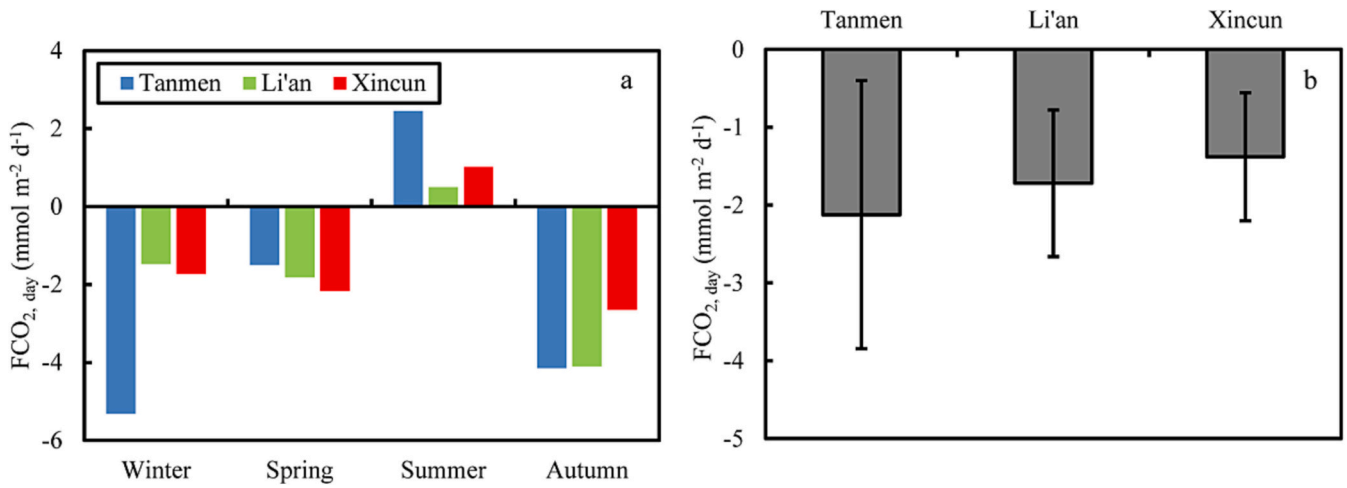 FCO2, day (mmol m-2 d-1)
4
2
0
-2
-4
-6
Tanmen Li'an Xincun
a
Winter Spring Summer Autumn
FCO2, day (mmol m-2 d-1)
Tanmen Li'an Xincun
0
-1
-2
-3
-4
-5
b